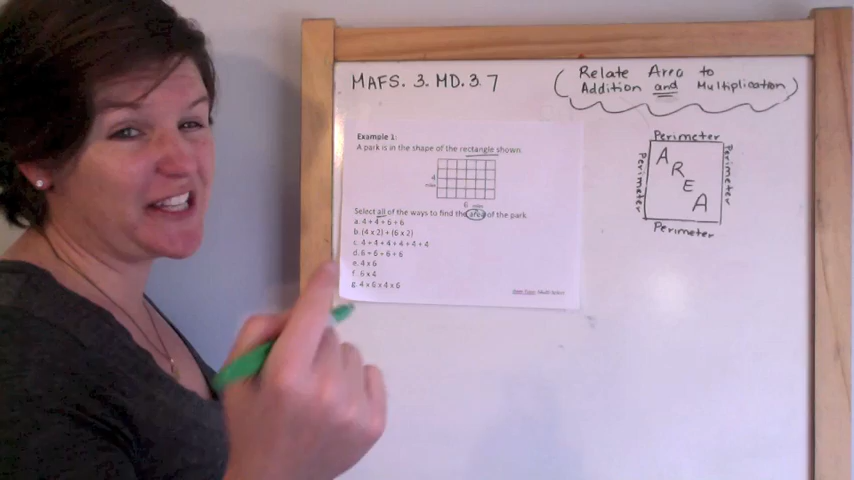 MAFS. 3. MD. 3. 7
(Relate Area to
Addition and Multiplication)
Example 1:
A park is in the shape of the rectangle shown.
4
miles
6 miles
Select all of the ways to find the area of the park.
a. 4 + 4 + 6 + 6
b. (4 x 2) + (6 x 2)
c. 4 + 4 + 4 + 4 + 4 + 4
d. 6 + 6 + 6 + 6
e. 4 x 6
f. 6 x 4
g. 4 x 6 x 4 x 6
Item Type: Multi-Select
Perimeter
Perimeter
AREA
Perimeter
Perimeter